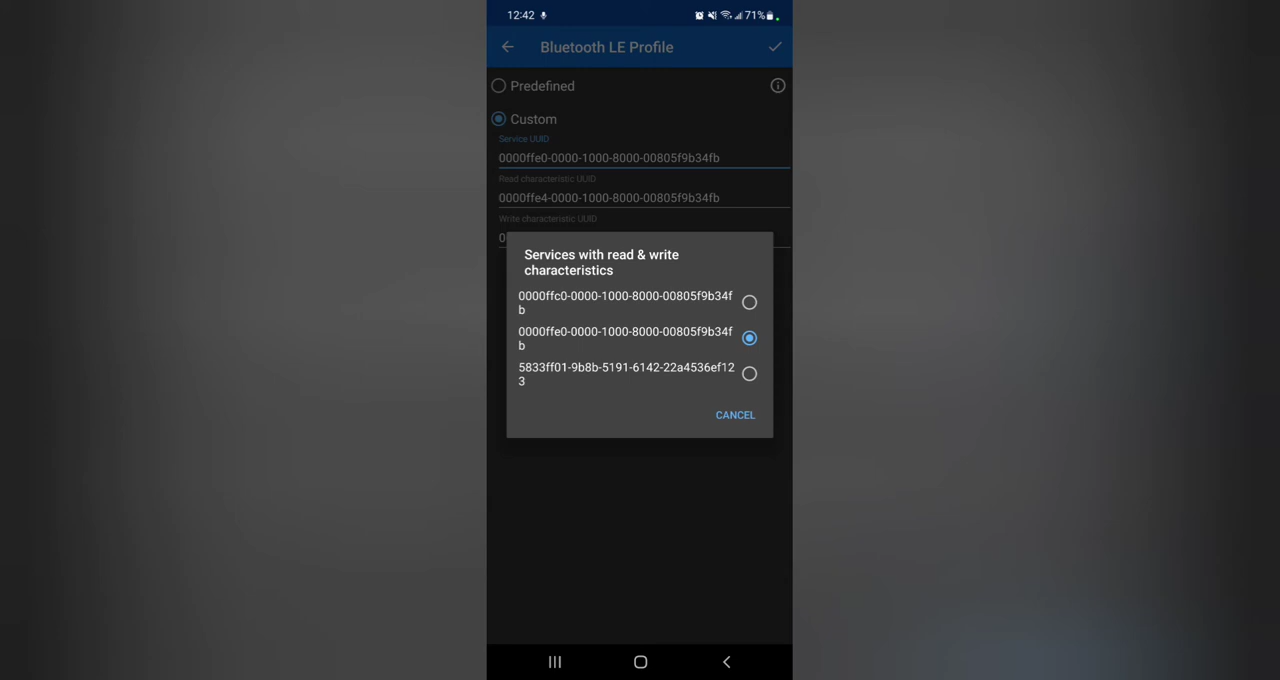 12:42 71%
Bluetooth LE Profile
Predefined
Custom
Service UUID
0000ffe0-0000-1000-8000-00805f9b34fb
Read characteristic UUID
0000ffe4-0000-1000-8000-00805f9b34fb
Write characteristic UUID
0
Services with read & write
characteristics
0000ffc0-0000-1000-8000-00805f9b34f
b
0000ffe0-0000-1000-8000-00805f9b34f
b
5833ff01-9b8b-5191-6142-22a4536ef12
3
CANCEL